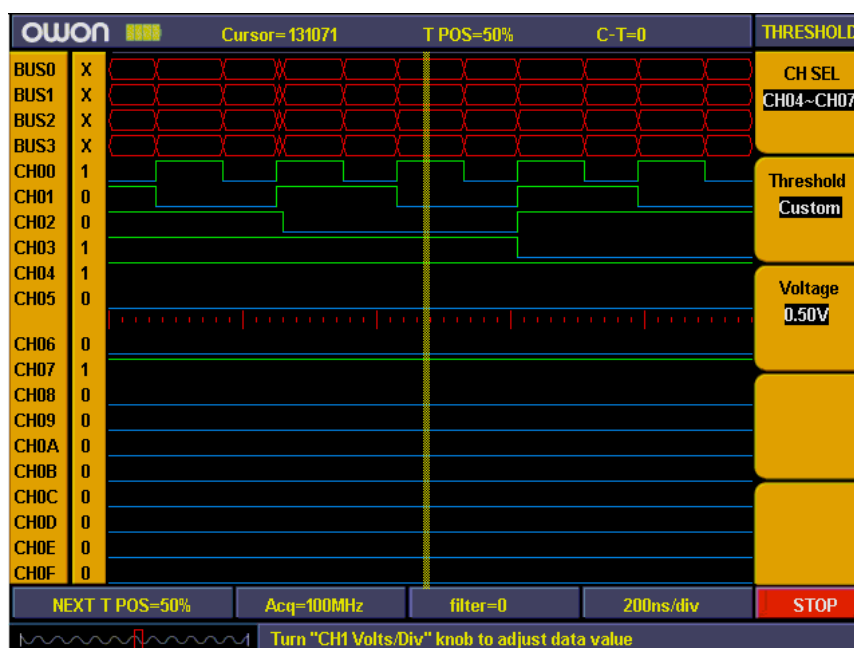 OWON Cursor=131071 T POS=50% C-T=0 THRESHOLD
BUS0 X
BUS1 X
BUS2 X
BUS3 X
CH00 1
CH01 0
CH02 0
CH03 1
CH04 1
CH05 0
CH06 0
CH07 1
CH08 0
CH09 0
CH0A 0
CH0B 0
CH0C 0
CH0D 0
CH0E 0
CH0F 0
CH SEL
CH04~CH07
Threshold
Custom
Voltage
0.50V
NEXT T POS=50% Acq=100MHz filter=0 200ns/div STOP
Turn "CH1 Volts/Div" knob to adjust data value